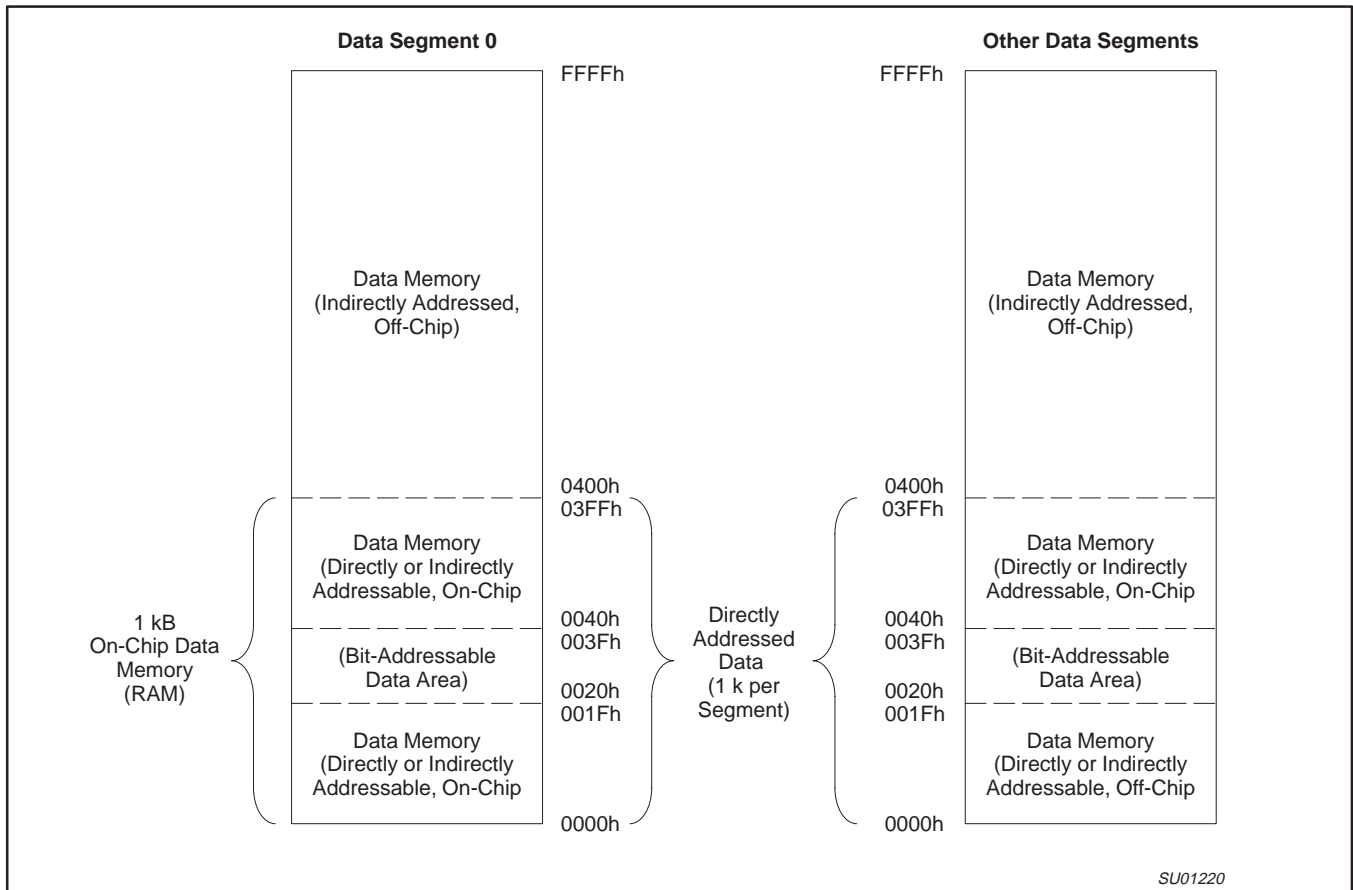 Data Segment 0
Other Data Segments
FFFFh
FFFFh
Data Memory
(Indirectly Addressed,
Off-Chip)
Data Memory
(Indirectly Addressed,
Off-Chip)
0400h
03FFh
0400h
03FFh
Data Memory
(Directly or Indirectly
Addressable, On-Chip
Data Memory
(Directly or Indirectly
Addressable, On-Chip
1 kB
On-Chip Data
Memory
(RAM)
0040h
003Fh
Directly
Addressed
Data
(1 k per
Segment)
0040h
003Fh
(Bit-Addressable
Data Area)
(Bit-Addressable
Data Area)
0020h
001Fh
0020h
001Fh
Data Memory
(Directly or Indirectly
Addressable, On-Chip
Data Memory
(Directly or Indirectly
Addressable, Off-Chip
0000h
0000h
SU01220